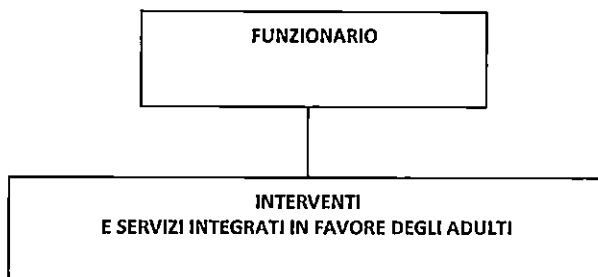 FUNZIONARIO
INTERVENTI
E SERVIZI INTEGRATI IN FAVORE DEGLI ADULTI